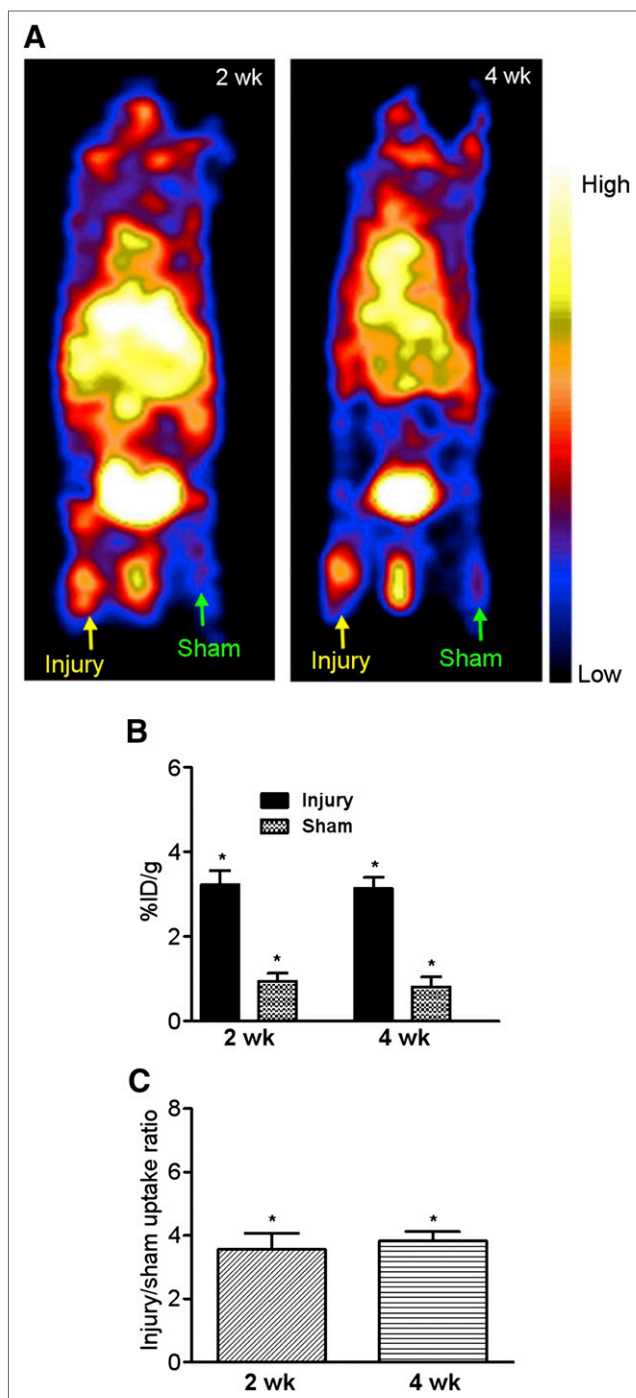 A
2 wk
4 wk
High
Injury
Sham
Injury
Sham
Low
B
6
Injury
Sham
4
%ID/g
* * * *
2
0
2 wk 4 wk
C
8
6
Injury/sham uptake ratio
* *
4
2
0
2 wk 4 wk